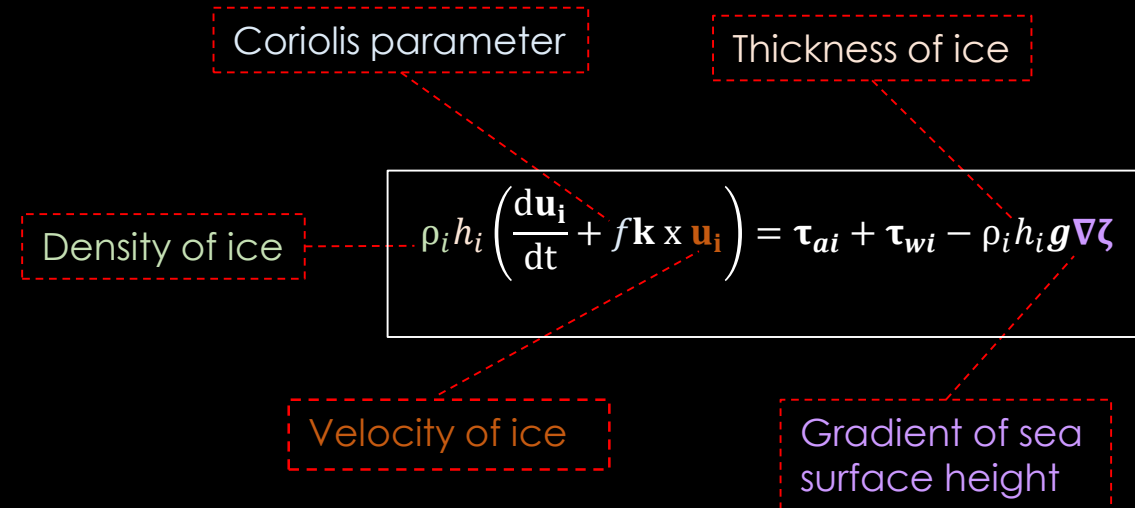 Coriolis parameter
Thickness of ice
Density of ice
ρᵢhᵢ(d𝐮ᵢ/dt + f𝐤 x 𝐮ᵢ) = 𝛕ₐᵢ + 𝛕wᵢ − ρᵢhᵢ𝒈𝛁𝛇
Velocity of ice
Gradient of sea
surface height